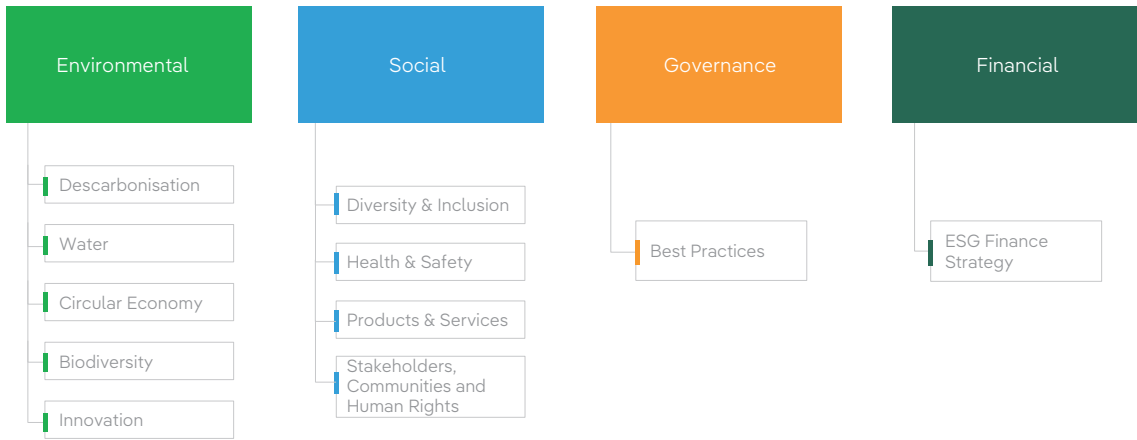 Environmental
Descarbonisation
Water
Circular Economy
Biodiversity
Innovation
Social
Diversity & Inclusion
Health & Safety
Products & Services
Stakeholders,
Communities and
Human Rights
Governance
Best Practices
Financial
ESG Finance
Strategy